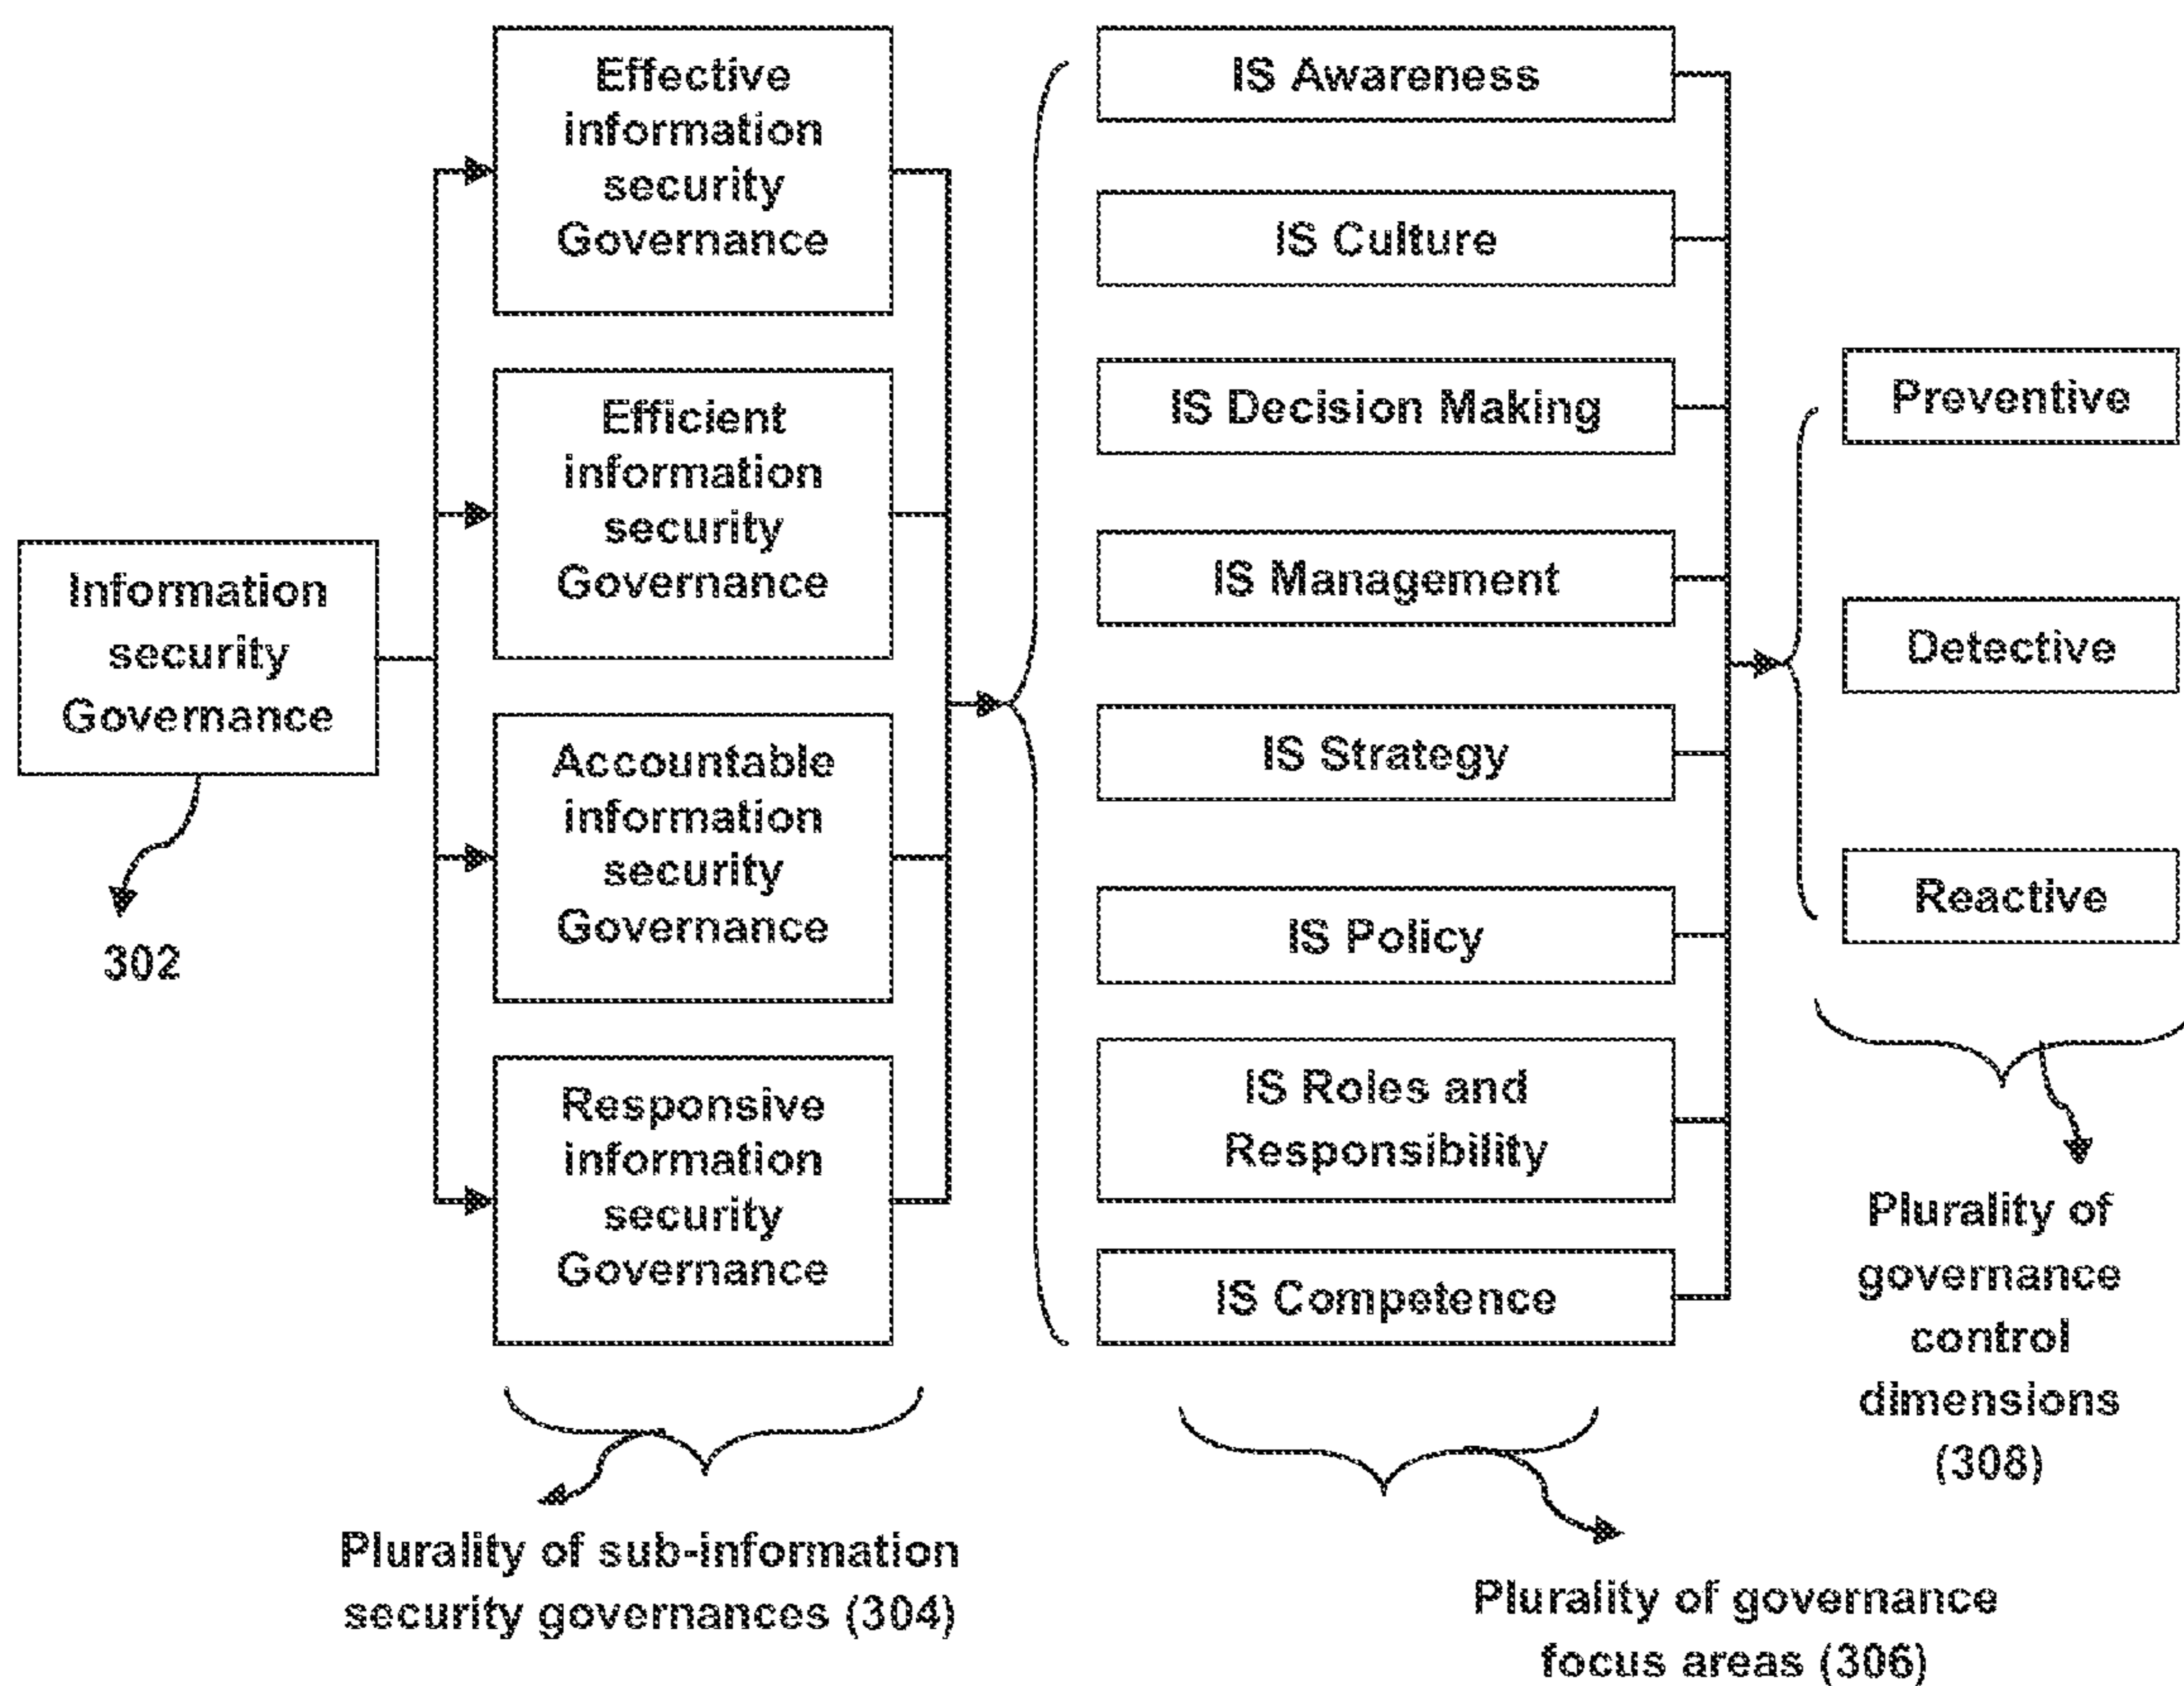 Information
security
Governance
302
Effective
information
security
Governance
Efficient
information
security
Governance
Accountable
information
security
Governance
Responsive
information
security
Governance
Plurality of sub-information
security governances (304)
IS Awareness
IS Culture
IS Decision Making
IS Management
IS Strategy
IS Policy
IS Roles and
Responsibility
IS Competence
Plurality of governance
focus areas (306)
Preventive
Detective
Reactive
Plurality of
governance
control
dimensions
(308)